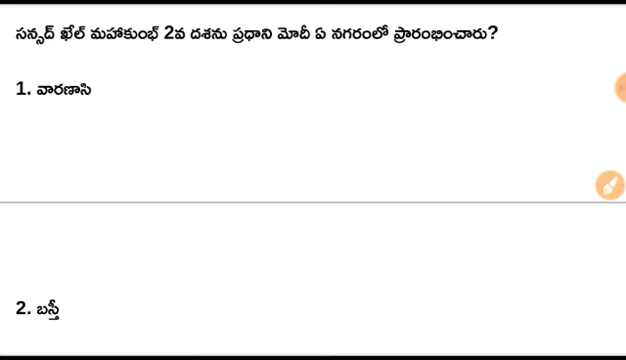 సన్సద్ ఖేల్ మహాకుంభ్ 2వ దశను ప్రధాని మోదీ ఏ నగరంలో ప్రారంభించారు?
1. వారణాసి
2. బస్తీ